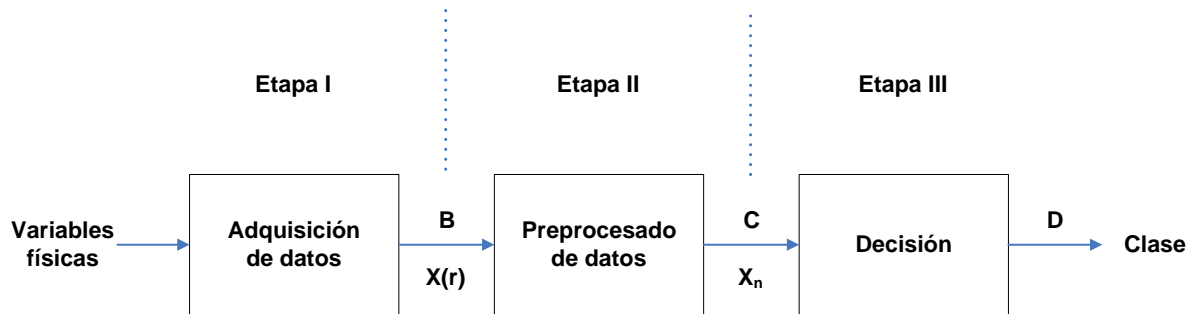 Etapa I
Etapa II
Etapa III
Variables
físicas
Adquisición
de datos
B
X(r)
Preprocesado
de datos
C
Xn
Decisión
D
Clase